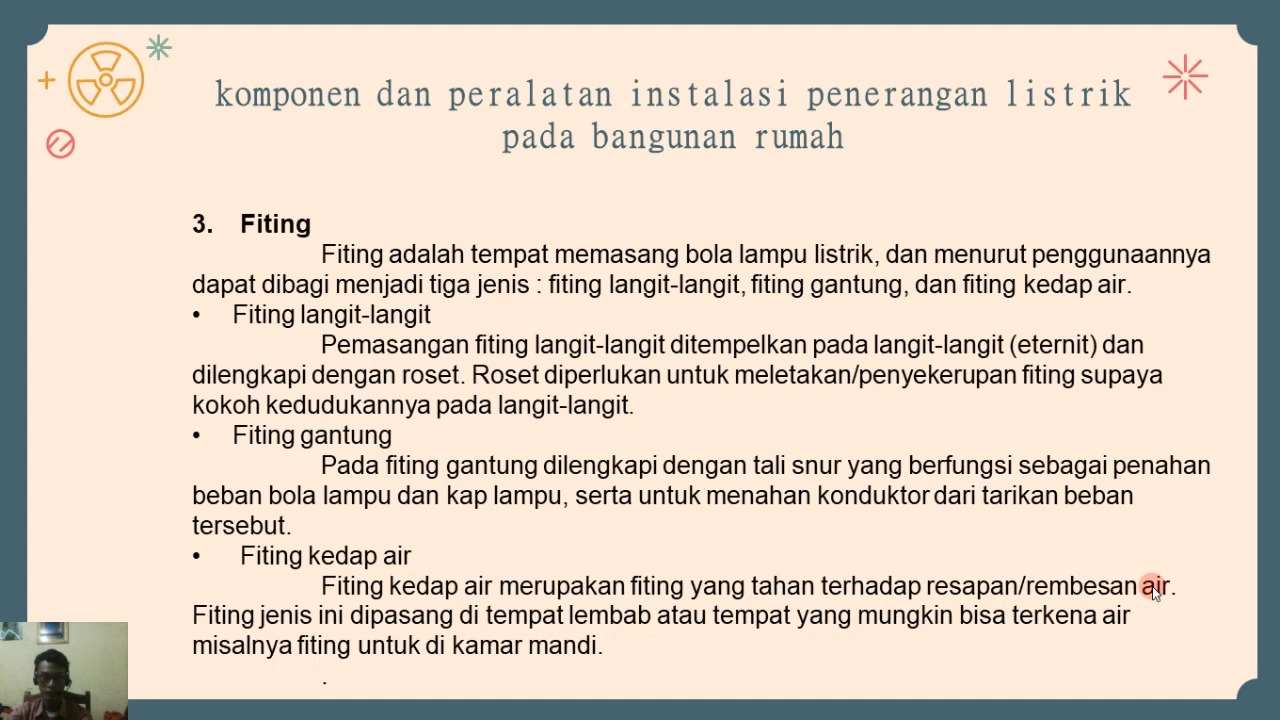 komponen dan peralatan instalasi penerangan listrik
pada bangunan rumah
3. Fiting
Fiting adalah tempat memasang bola lampu listrik, dan menurut penggunaannya
dapat dibagi menjadi tiga jenis : fiting langit-langit, fiting gantung, dan fiting kedap air.
• Fiting langit-langit
Pemasangan fiting langit-langit ditempelkan pada langit-langit (eternit) dan
dilengkapi dengan roset. Roset diperlukan untuk meletakan/penyekerupan fiting supaya
kokoh kedudukannya pada langit-langit.
• Fiting gantung
Pada fiting gantung dilengkapi dengan tali snur yang berfungsi sebagai penahan
beban bola lampu dan kap lampu, serta untuk menahan konduktor dari tarikan beban
tersebut.
• Fiting kedap air
Fiting kedap air merupakan fiting yang tahan terhadap resapan/rembesan air.
Fiting jenis ini dipasang di tempat lembab atau tempat yang mungkin bisa terkena air
misalnya fiting untuk di kamar mandi.
.